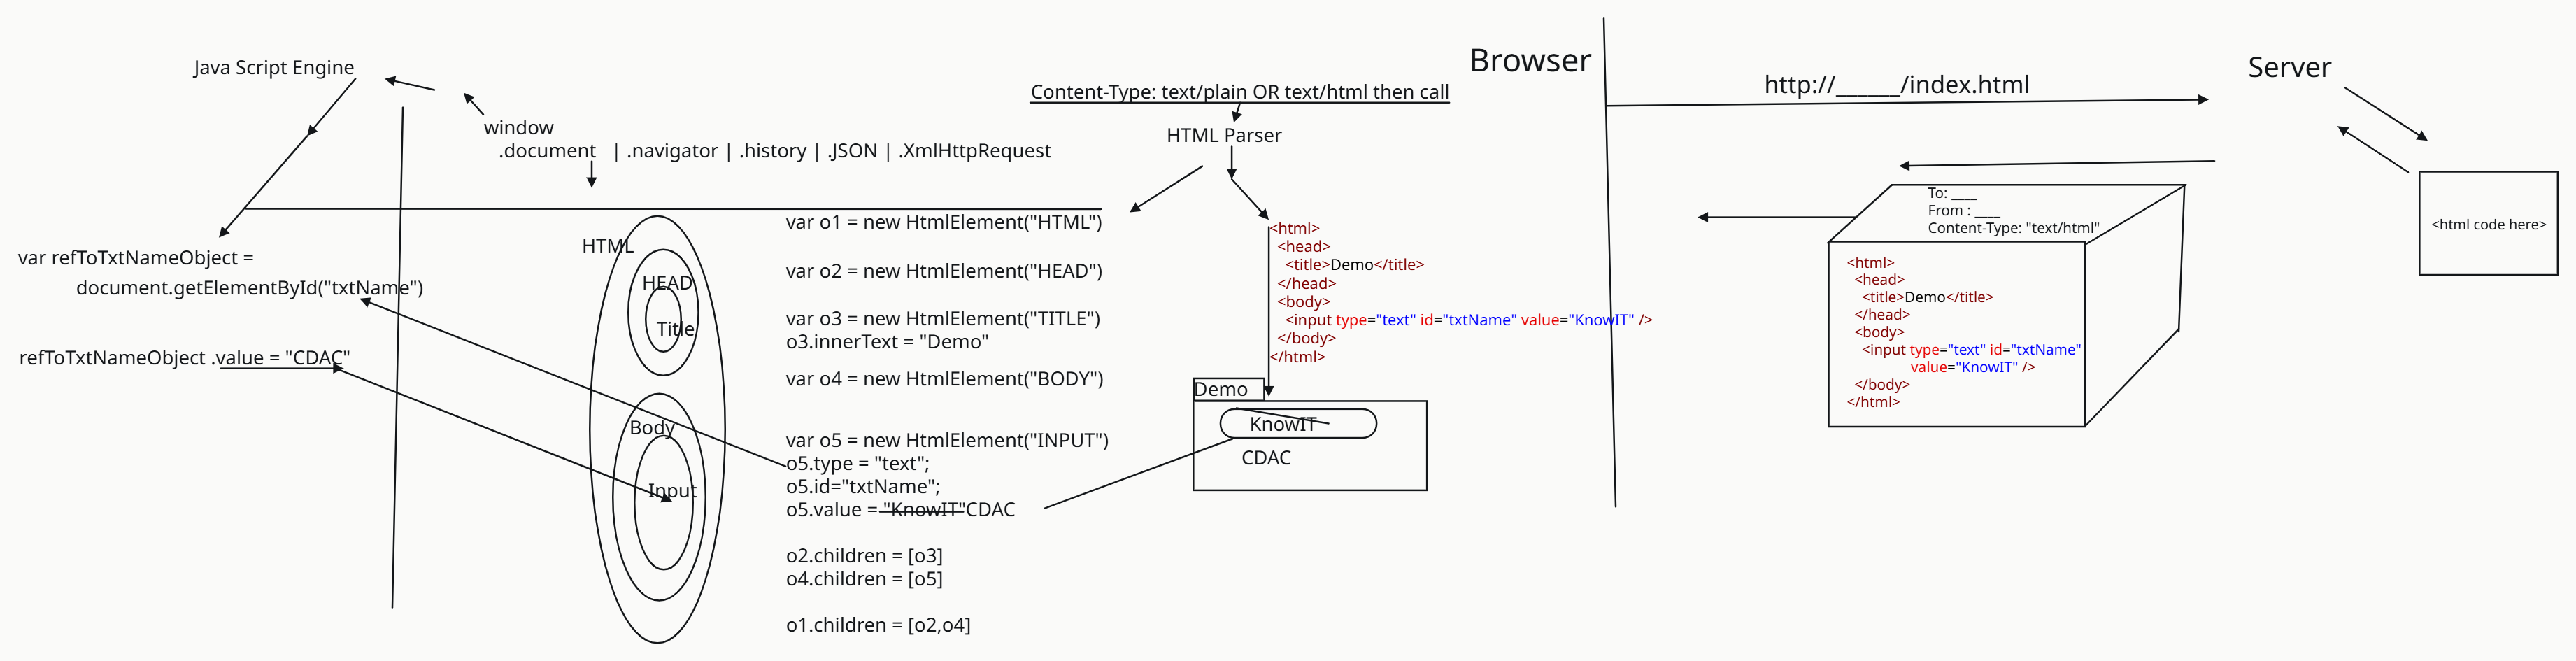 Java Script Engine
window
.document | .navigator | .history | .JSON | .XmlHttpRequest
var refToTxtNameObject =
document.getElementById("txtName")
refToTxtNameObject .value = "CDAC"
HTML
HEAD
Title
Body
Input
var o1 = new HtmlElement("HTML")
var o2 = new HtmlElement("HEAD")
var o3 = new HtmlElement("TITLE")
o3.innerText = "Demo"
var o4 = new HtmlElement("BODY")
var o5 = new HtmlElement("INPUT")
o5.type = "text";
o5.id="txtName";
o5.value = "KnowIT"CDAC
o2.children = [o3]
o4.children = [o5]
o1.children = [o2,o4]
Content-Type: text/plain OR text/html then call
HTML Parser
<html>
<head>
<title>Demo</title>
</head>
<body>
<input type="text" id="txtName" value="KnowIT" />
</body>
</html>
Demo
KnowIT
CDAC
Browser
http://______/index.html
Server
To: ___
From : ___
Content-Type: "text/html"
<html>
<head>
<title>Demo</title>
</head>
<body>
<input type="text" id="txtName"
value="KnowIT" />
</body>
</html>
<html code here>